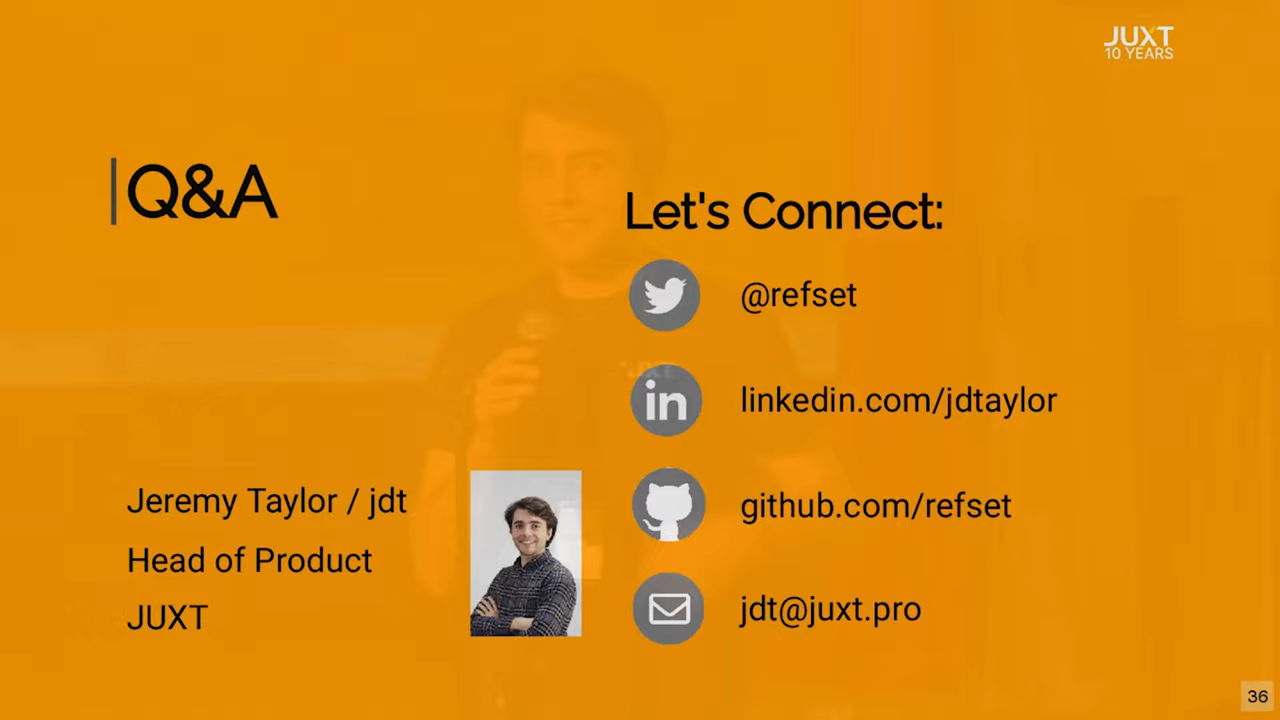 JUXT
10 YEARS
Q&A
Let's Connect:
@refset
linkedin.com/jdtaylor
github.com/refset
jdt@juxt.pro
Jeremy Taylor / jdt
Head of Product
JUXT
JUXT
36